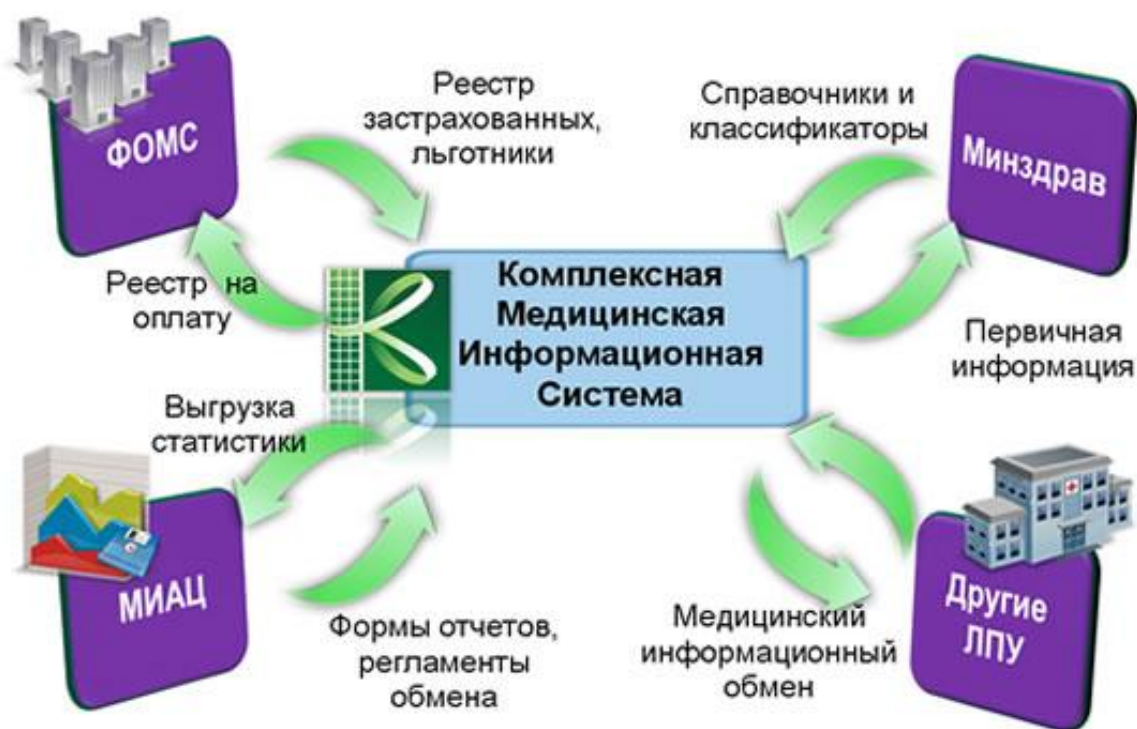 ФОМС
Реестр
застрахованных,
льготники
Справочники и
классификаторы
Минздрав
Реестр на
оплату
Комплексная
Медицинская
Информационная
Система
Первичная
информация
Выгрузка
статистики
МИАЦ
Формы отчетов,
регламенты
обмена
Медицинский
информационный
обмен
Другие
ЛПУ